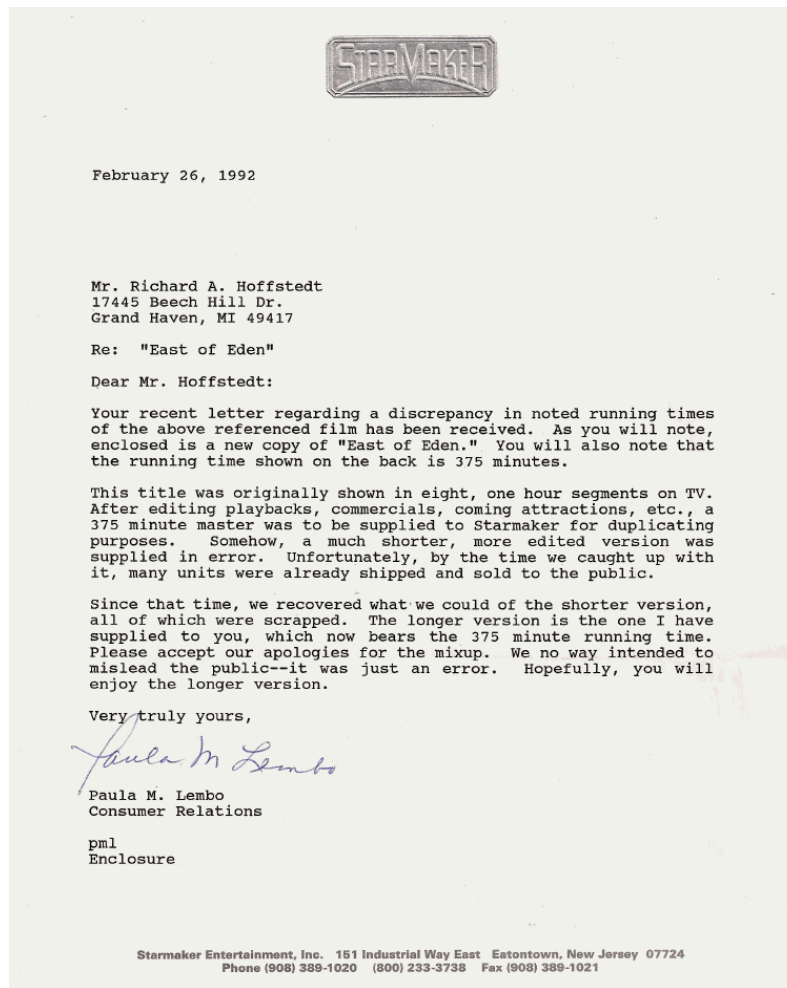 STARMAKER
February 26, 1992
Mr. Richard A. Hoffstedt
17445 Beech Hill Dr.
Grand Haven, MI 49417
Re: "East of Eden"
Dear Mr. Hoffstedt:
Your recent letter regarding a discrepancy in noted running times
of the above referenced film has been received. As you will note,
enclosed is a new copy of "East of Eden." You will also note that
the running time shown on the back is 375 minutes.
This title was originally shown in eight, one hour segments on TV.
After editing playbacks, commercials, coming attractions, etc., a
375 minute master was to be supplied to Starmaker for duplicating
purposes. Somehow, a much shorter, more edited version was
supplied in error. Unfortunately, by the time we caught up with
it, many units were already shipped and sold to the public.
Since that time, we recovered what we could of the shorter version,
all of which were scrapped. The longer version is the one I have
supplied to you, which now bears the 375 minute running time.
Please accept our apologies for the mixup. We no way intended to
mislead the public--it was just an error. Hopefully, you will
enjoy the longer version.
Very truly yours,
Paula M Lembo
Paula M. Lembo
Consumer Relations
pml
Enclosure
Starmaker Entertainment, Inc. 151 Industrial Way East Eatontown, New Jersey 07724
Phone (908) 389-1020 (800) 233-3738 Fax (908) 389-1021